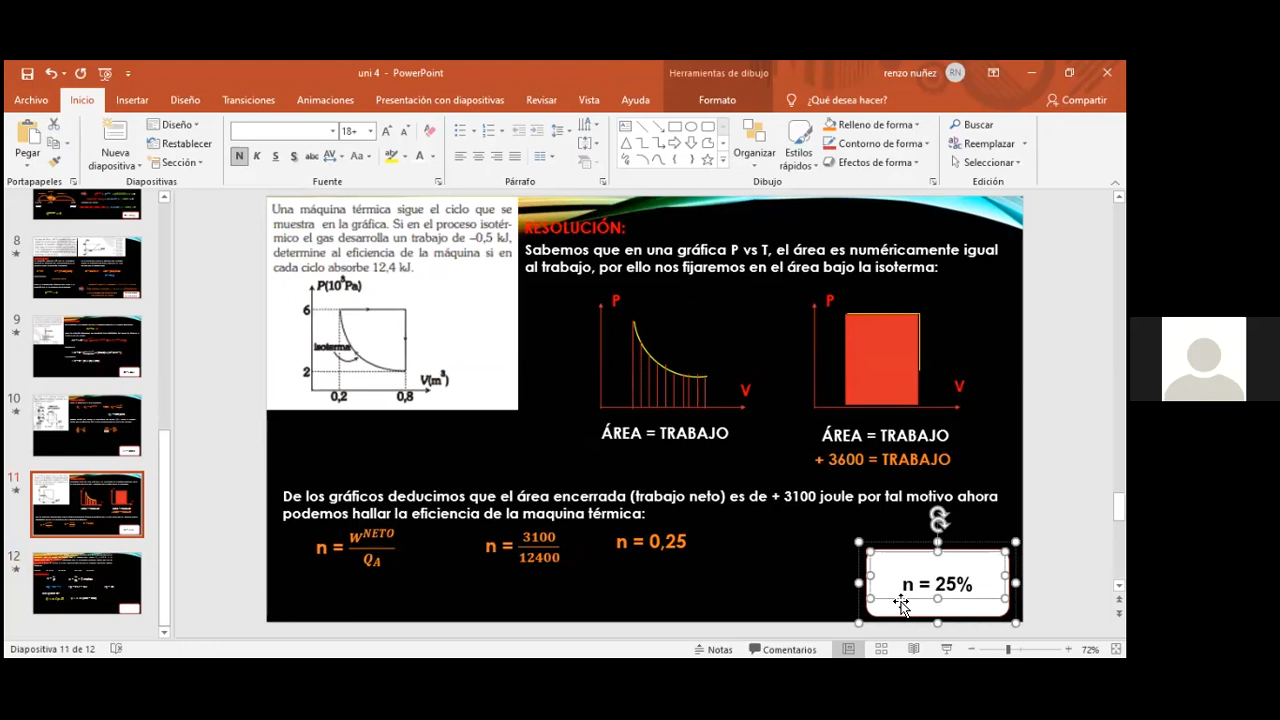 uni 4 - PowerPoint
Herramientas de dibujo
renzo nuñez
RN
Archivo
Inicio
Insertar
Diseño
Transiciones
Animaciones
Presentación con diapositivas
Revisar
Vista
Ayuda
Formato
¿Qué desea hacer?
Compartir
Pegar
Nueva
diapositiva
Diseño
Restablecer
Sección
18+
N K S S abc AV Aa A
Organizar
Estilos
rápidos
Relleno de forma
Contorno de forma
Efectos de forma
Buscar
Reemplazar
Seleccionar
Portapapeles
Diapositivas
Fuente
Párrafo
Dibujo
Edición
8
9
10
11
12
Una máquina térmica sigue el ciclo que se
muestra en la gráfica. Si en el proceso isotér-
mico el gas desarrolla un trabajo de –0,5 kJ,
determine al eficiencia de la máquina si en
cada ciclo absorbe 12,4 kJ.
6
2
Isoterma
V(m³)
0,2
0,8
RESOLUCIÓN:
Sabemos que en una gráfica P vs T, el área es numéricamente igual
al trabajo, por ello nos fijaremos en el área bajo la isoterma:
P
V
ÁREA = TRABAJO
P
V
ÁREA = TRABAJO
+ 3600 = TRABAJO
De los gráficos deducimos que el área encerrada (trabajo neto) es de + 3100 joule por tal motivo ahora
podemos hallar la eficiencia de la maquina térmica:
n = W^NETO / Q_A
n = 3100 / 12400
n = 0,25
n = 25%
Diapositiva 11 de 12
Notas
Comentarios
72%